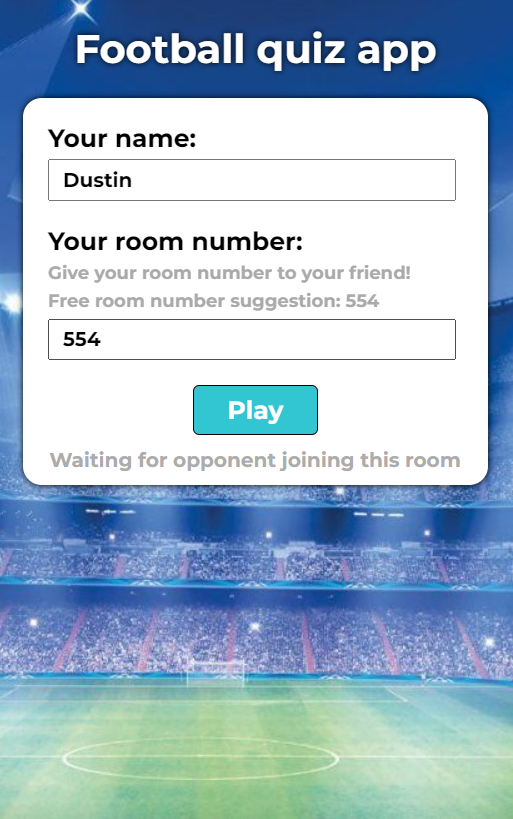 Football quiz app
Your name:
Dustin
Your room number:
Give your room number to your friend!
Free room number suggestion: 554
554
Play
Waiting for opponent joining this room